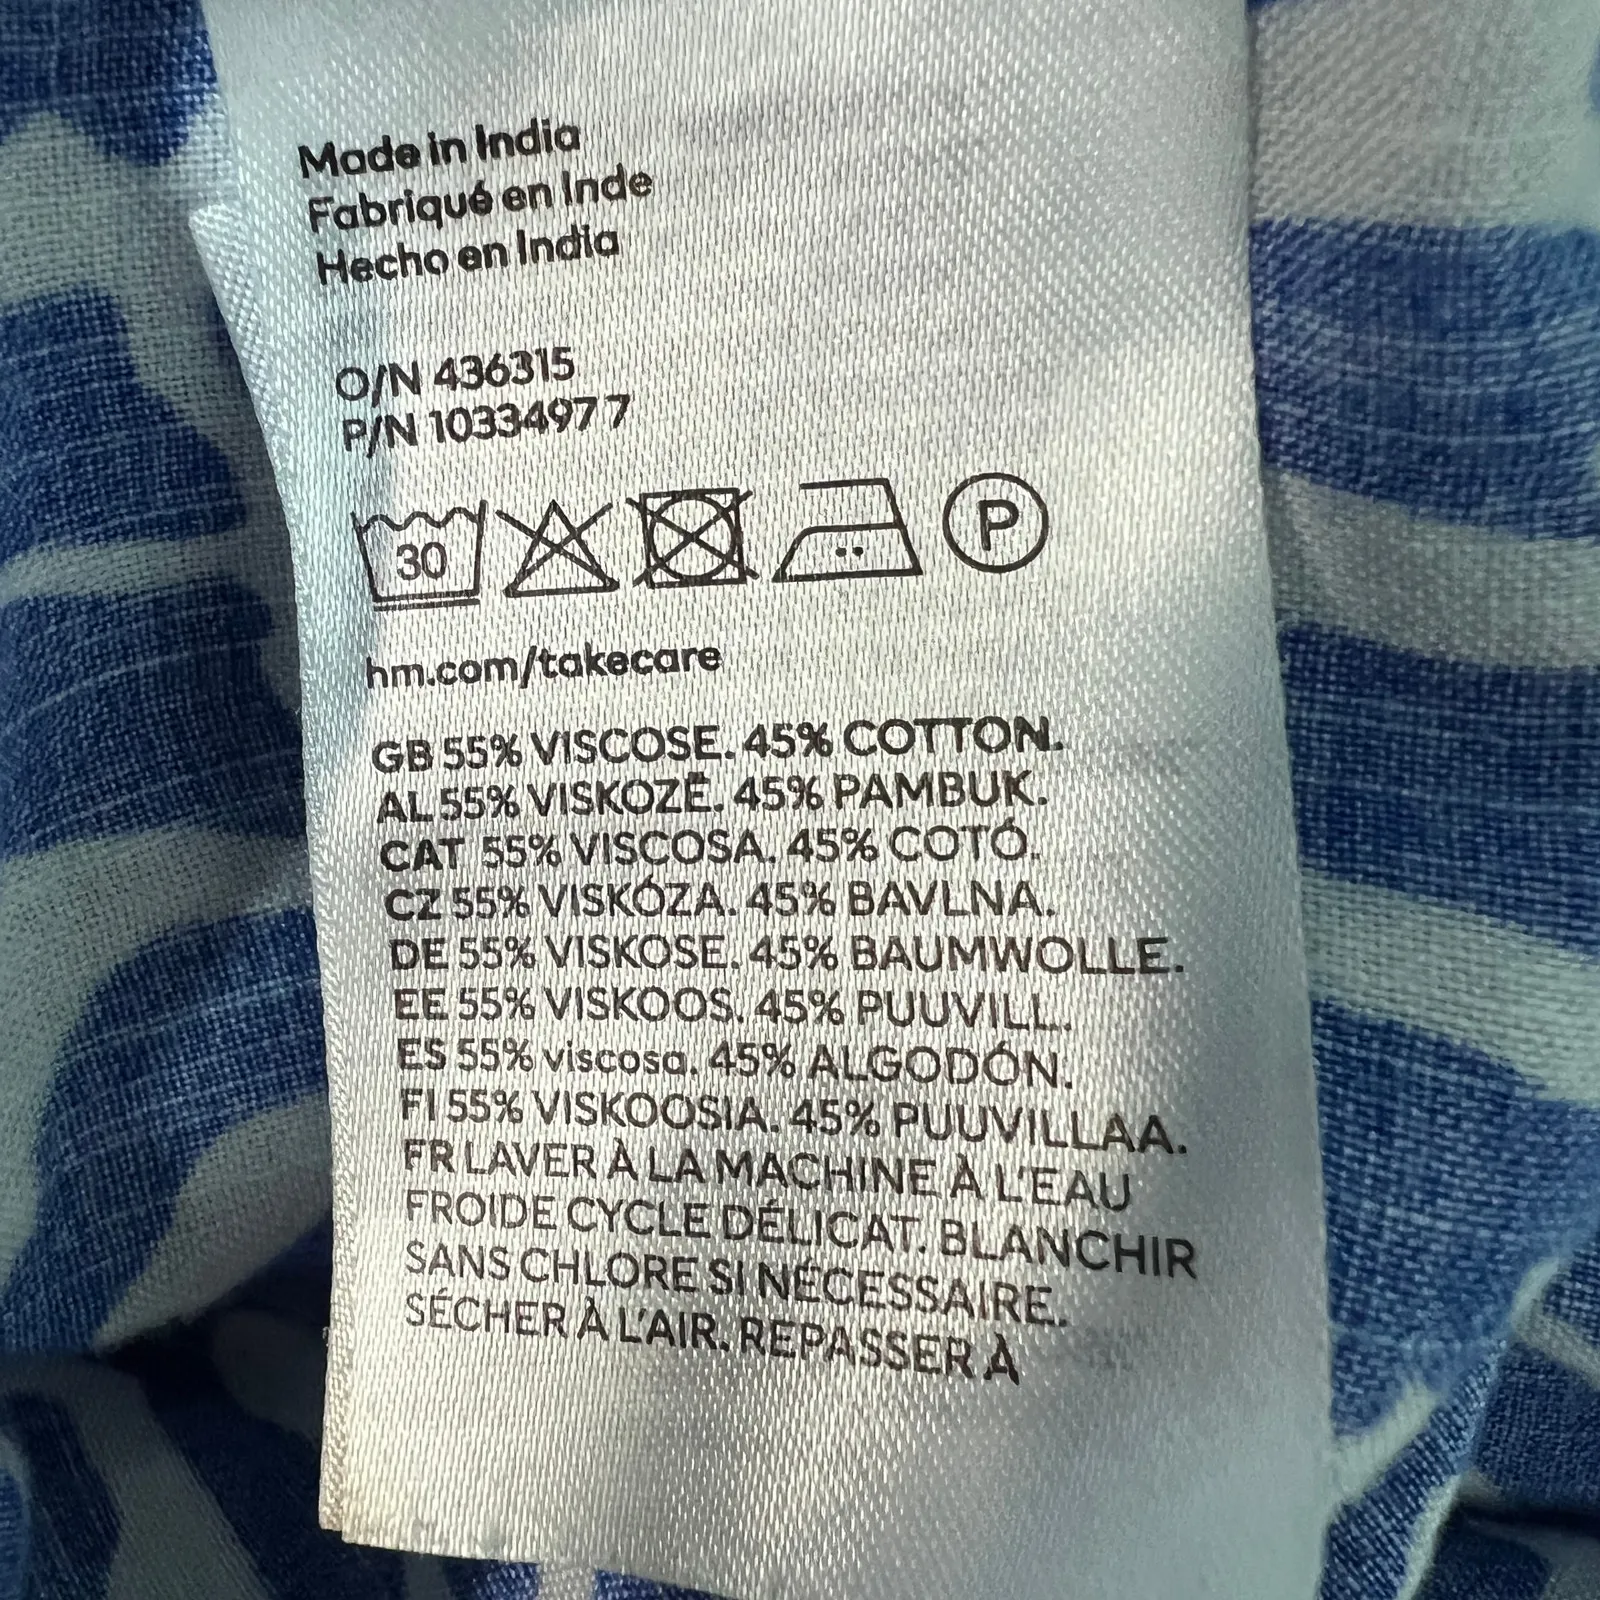 Made in India
Fabriqué en Inde
Hecho en India
O/N 436315
P/N 10334977
30
P
hm.com/takecare
GB 55% VISCOSE. 45% COTTON.
AL 55% VISKOZË. 45% PAMBUK.
CAT 55% VISCOSA. 45% COTÓ.
CZ 55% VISKÓZA. 45% BAVLNA.
DE 55% VISKOSE. 45% BAUMWOLLE.
EE 55% VISKOOS. 45% PUUVILL.
ES 55% viscosa. 45% ALGODÓN.
FI 55% VISKOOSIA. 45% PUUVILLAA.
FR LAVER À LA MACHINE À L'EAU
FROIDE CYCLE DÉLICAT. BLANCHIR
SANS CHLORE SI NÉCESSAIRE.
SÉCHER À L'AIR. REPASSER À